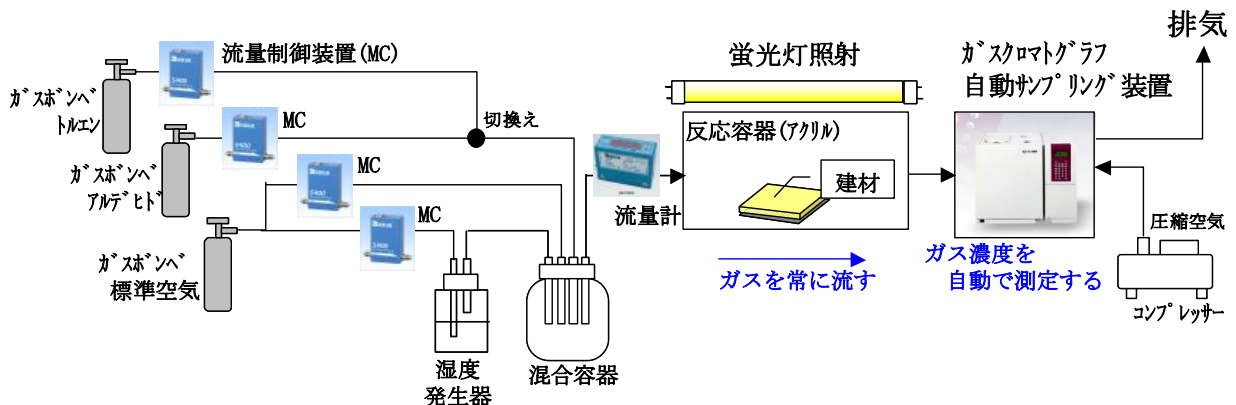 排気
流量制御装置(MC)
ガスボンベ
トルエン
MC
ガスボンベ
アルデヒド
切換え
MC
MC
ガスボンベ
標準空気
湿度
発生器
混合容器
流量計
蛍光灯照射
反応容器(アクリル)
建材
ガスを常に流す
ガスクロマトグラフ
自動サンプリング装置
ガス濃度を
自動で測定する
圧縮空気
コンプレッサー